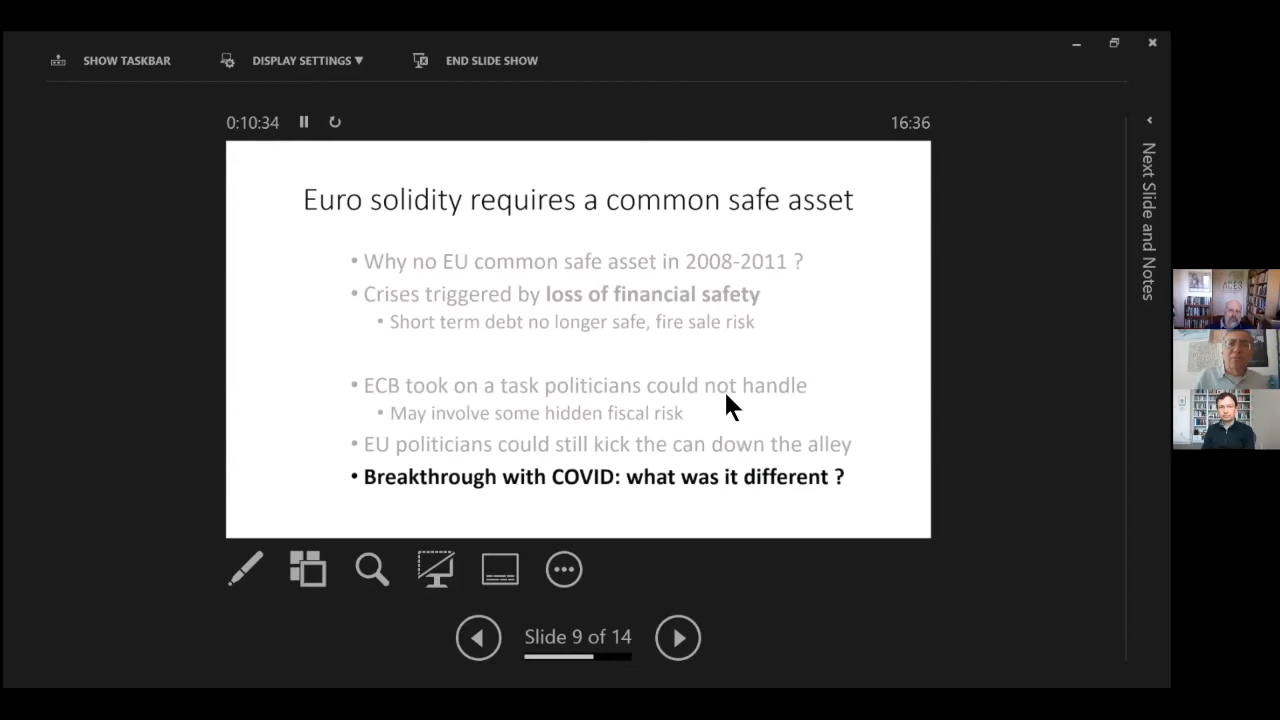 SHOW TASKBAR
DISPLAY SETTINGS ▼
END SLIDE SHOW
0:10:34
16:36
Euro solidity requires a common safe asset
• Why no EU common safe asset in 2008-2011 ?
• Crises triggered by loss of financial safety
• Short term debt no longer safe, fire sale risk
• ECB took on a task politicians could not handle
• May involve some hidden fiscal risk
• EU politicians could still kick the can down the alley
• Breakthrough with COVID: what was it different ?
Slide 9 of 14
Next Slide and Notes